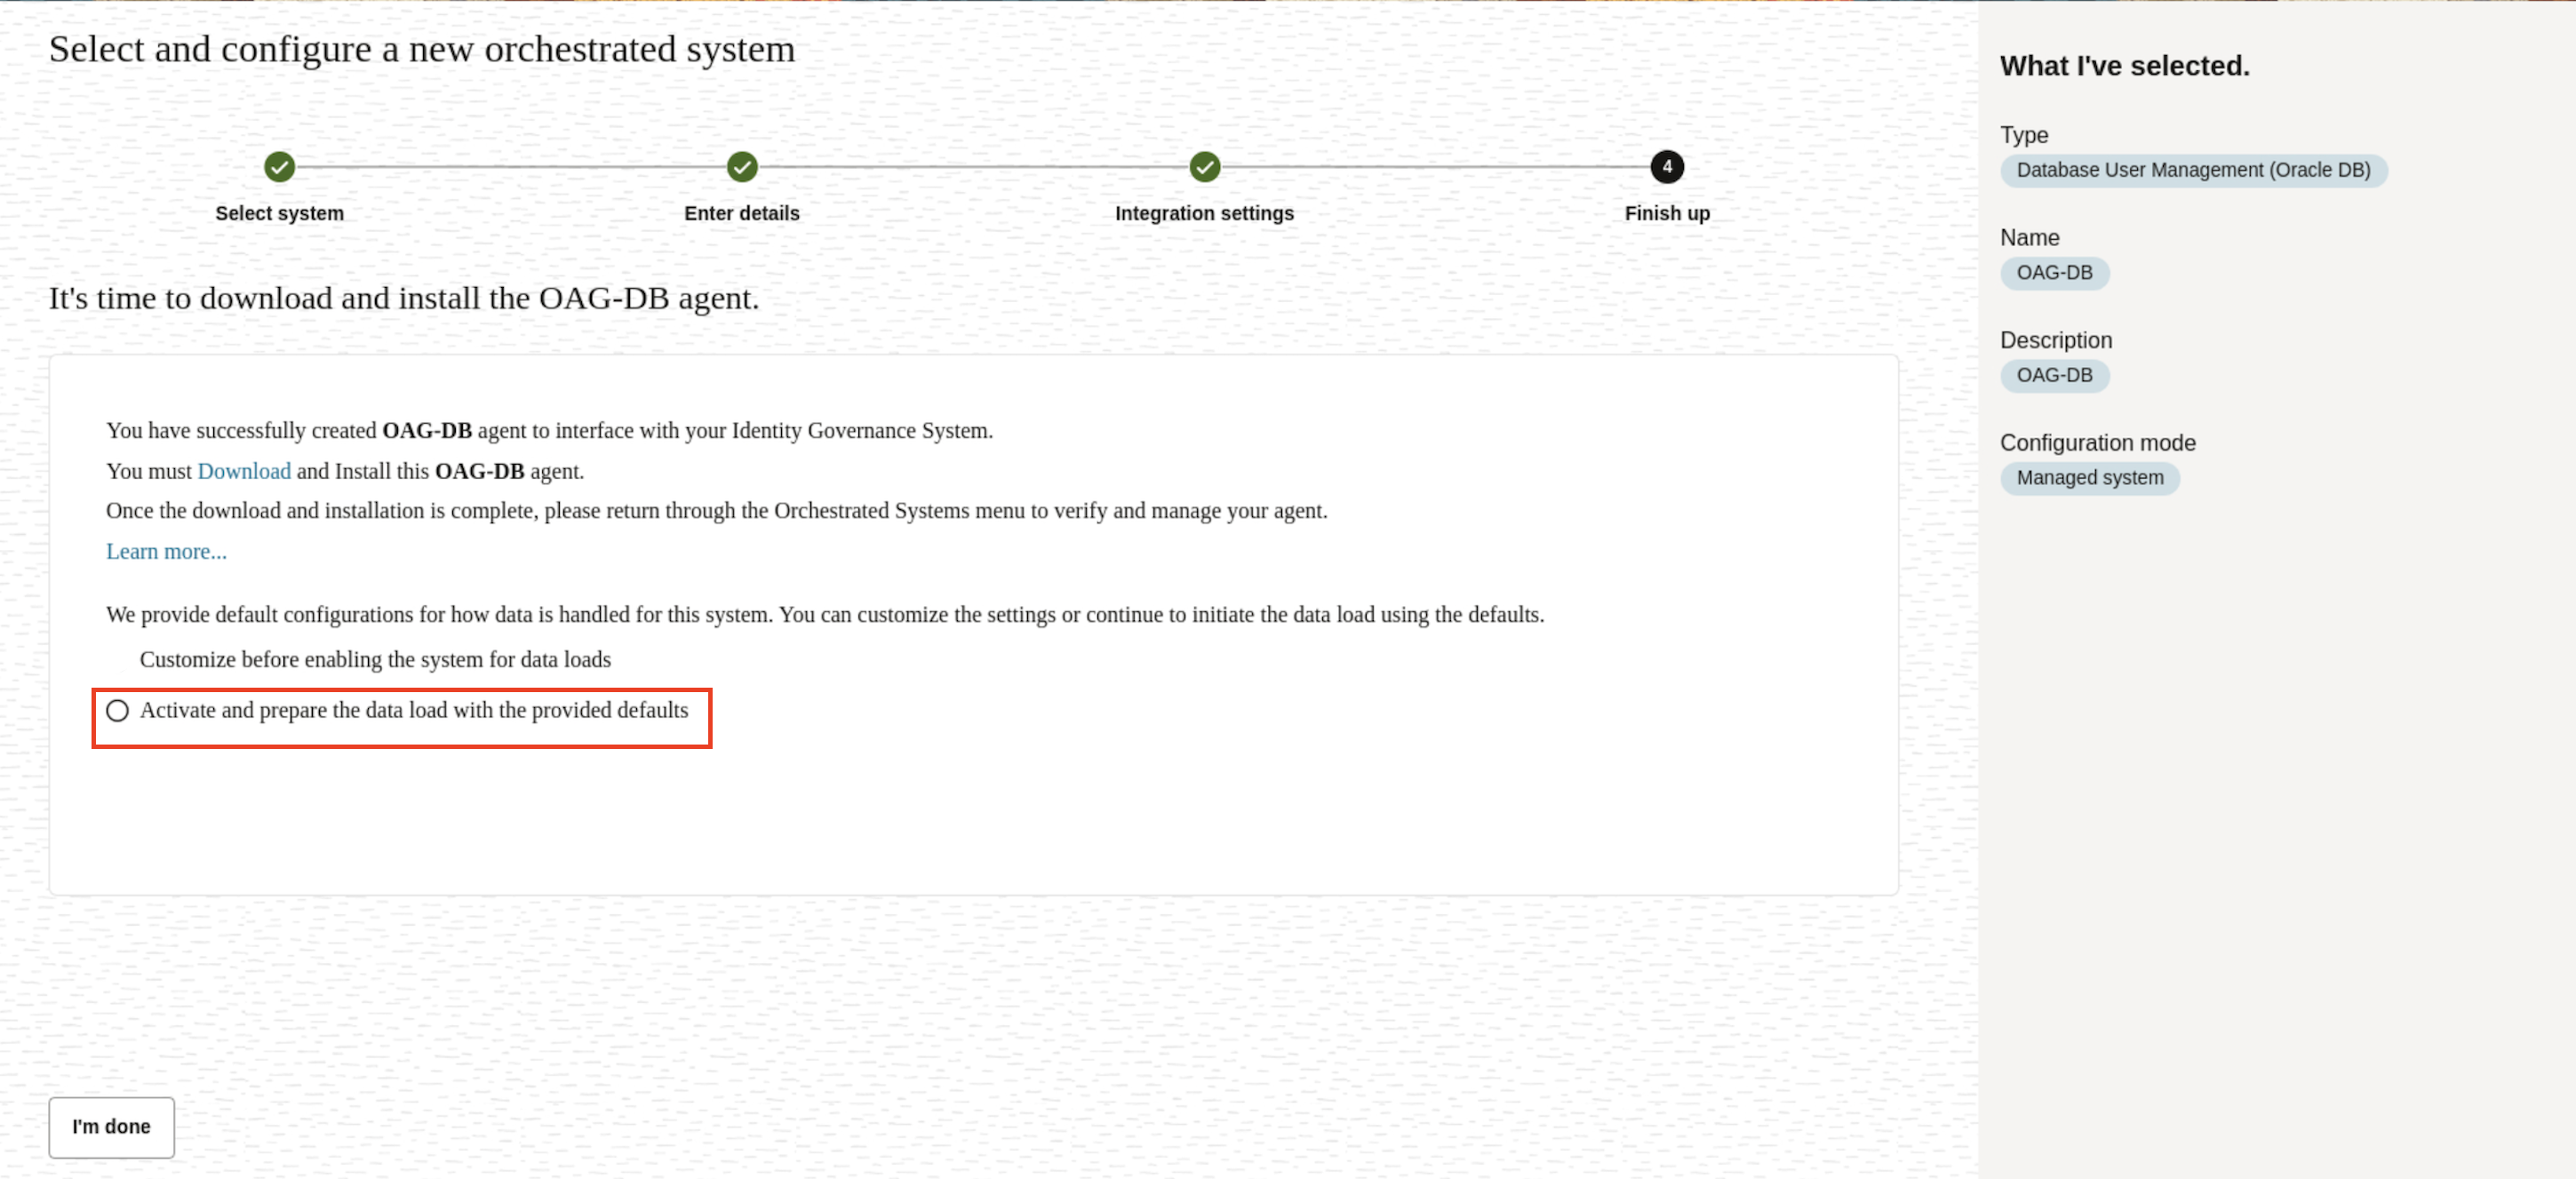 Select and configure a new orchestrated system
4
Select system
Enter details
Integration settings
Finish up
It's time to download and install the OAG-DB agent.
You have successfully created OAG-DB agent to interface with your Identity Governance System.
You must Download and Install this OAG-DB agent.
Once the download and installation is complete, please return through the Orchestrated Systems menu to verify and manage your agent.
Learn more...
We provide default configurations for how data is handled for this system. You can customize the settings or continue to initiate the data load using the defaults.
Customize before enabling the system for data loads
Activate and prepare the data load with the provided defaults
I'm done
What I've selected.
Type
Database User Management (Oracle DB)
Name
OAG-DB
Description
OAG-DB
Configuration mode
Managed system